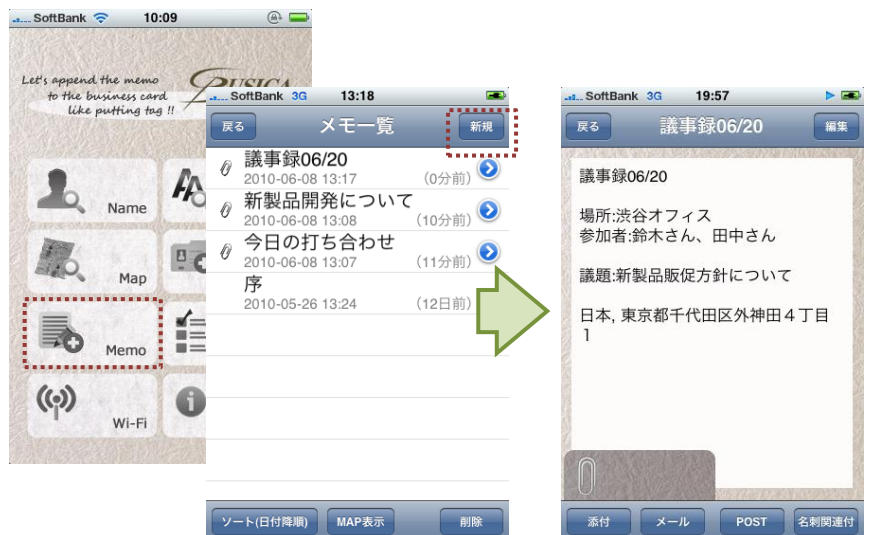 SoftBank 10:09
Let's append the memo
to the business card
like putting tag !!
BUSICA
Name
Map
Memo
Wi-Fi
SoftBank 3G 13:18
戻る メモ一覧 新規
議事録06/20
2010-06-08 13:17 (0分前)
新製品開発について
2010-06-08 13:08 (10分前)
今日の打ち合わせ
2010-06-08 13:07 (11分前)
序
2010-05-26 13:24 (12日前)
ソート(日付降順) MAP表示 削除
SoftBank 3G 19:57
戻る 議事録06/20 編集
議事録06/20
場所:渋谷オフィス
参加者:鈴木さん、田中さん
議題:新製品販促方針について
日本, 東京都千代田区外神田４丁目
１
添付 メール POST 名刺関連付